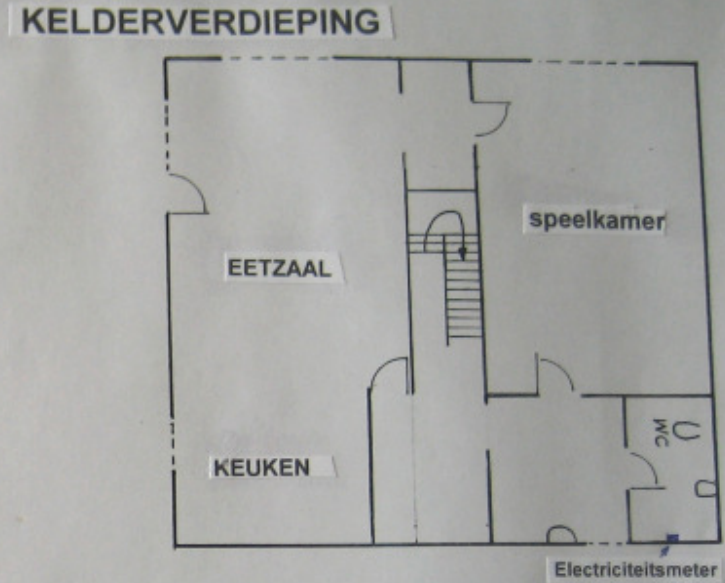 KELDERVERDIEPING
speelkamer
EETZAAL
WC
KEUKEN
Electriciteitsmeter